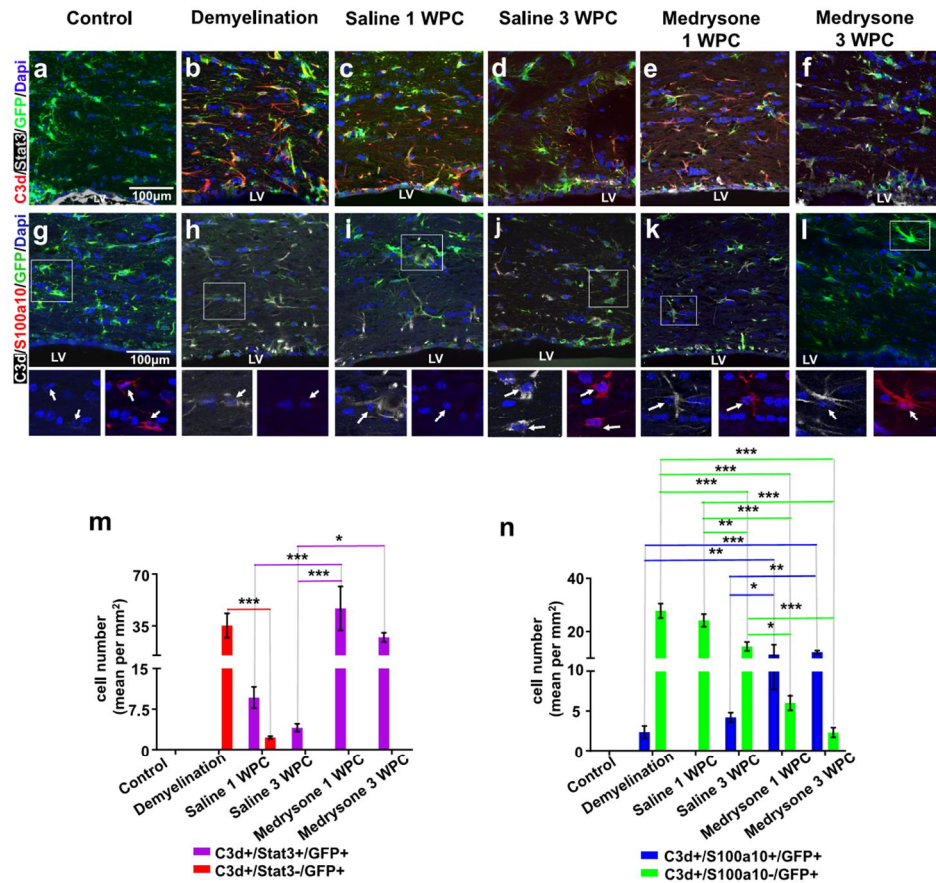 Control Demyelination Saline 1 WPC Saline 3 WPC Medrysone 1 WPC Medrysone 3 WPC
C3d/Stat3/GFP/Dapi
a b c d e f
100µm
LV LV LV LV LV LV
C3d/S100a10/GFP/Dapi
g h i j k l
100µm
LV LV LV LV LV LV
m
* 
*** 
***
***
cell number
(mean per mm²)
70
35
15
7.5
0
Control
Demyelination
Saline 1 WPC
Saline 3 WPC
Medrysone 1 WPC
Medrysone 3 WPC
C3d+/Stat3+/GFP+
C3d+/Stat3-/GFP+
n
***
***
***
***
***
**
***
**
**
*
***
*
cell number
(mean per mm²)
40
20
10
5
0
Control
Demyelination
Saline 1 WPC
Saline 3 WPC
Medrysone 1 WPC
Medrysone 3 WPC
C3d+/S100a10+/GFP+
C3d+/S100a10-/GFP+